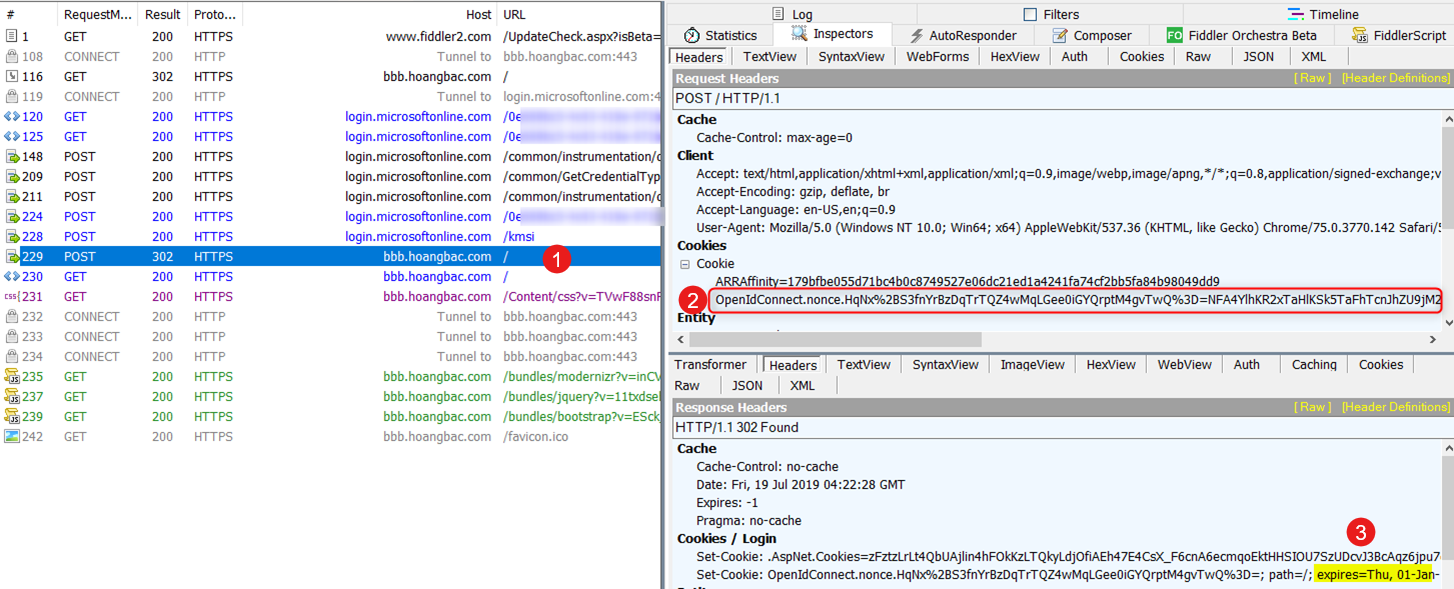 # RequestM... Result Proto... Host URL
1 GET 200 HTTPS www.fiddler2.com /UpdateCheck.aspx?isBeta=
108 CONNECT 200 HTTP Tunnel to bbb.hoangbac.com:443
116 GET 302 HTTPS bbb.hoangbac.com /
119 CONNECT 200 HTTP Tunnel to login.microsoftonline.com:4
120 GET 200 HTTPS login.microsoftonline.com /0e
125 GET 200 HTTPS login.microsoftonline.com /0e
148 POST 200 HTTPS login.microsoftonline.com /common/instrumentation/
209 POST 200 HTTPS login.microsoftonline.com /common/GetCredentialTyp
211 POST 200 HTTPS login.microsoftonline.com /common/instrumentation/
224 POST 200 HTTPS login.microsoftonline.com /0e
228 POST 200 HTTPS login.microsoftonline.com /kmsi
229 POST 302 HTTPS bbb.hoangbac.com / 1
230 GET 200 HTTPS bbb.hoangbac.com /
css 231 GET 200 HTTPS bbb.hoangbac.com /Content/css?v=TVwF88snF
232 CONNECT 200 HTTP Tunnel to bbb.hoangbac.com:443
233 CONNECT 200 HTTP Tunnel to bbb.hoangbac.com:443
234 CONNECT 200 HTTP Tunnel to bbb.hoangbac.com:443
JS 235 GET 200 HTTPS bbb.hoangbac.com /bundles/modernizr?v=inCV
JS 237 GET 200 HTTPS bbb.hoangbac.com /bundles/jquery?v=11txdsel
JS 239 GET 200 HTTPS bbb.hoangbac.com /bundles/bootstrap?v=ESck
242 GET 200 HTTPS bbb.hoangbac.com /favicon.ico
Log Filters Timeline
Statistics Inspectors AutoResponder Composer FO Fiddler Orchestra Beta JS FiddlerScript
Headers TextView SyntaxView WebForms HexView Auth Cookies Raw JSON XML
Request Headers [ Raw ] [Header Definitions]
POST / HTTP/1.1
Cache
Cache-Control: max-age=0
Client
Accept: text/html,application/xhtml+xml,application/xml;q=0.9,image/webp,image/apng,*/*;q=0.8,application/signed-exchange;v
Accept-Encoding: gzip, deflate, br
Accept-Language: en-US,en;q=0.9
User-Agent: Mozilla/5.0 (Windows NT 10.0; Win64; x64) AppleWebKit/537.36 (KHTML, like Gecko) Chrome/75.0.3770.142 Safari/5
Cookies
Cookie
ARRAffinity=179bfbe055d71bc4b0c8749527e06dc21ed1a4241fa74cf2bb5fa84b98049dd9
2 OpenIdConnect.nonce.HqNx%2BS3fnYrBzDqTrTQZ4wMqLGee0iGYQrptM4gvTwQ%3D=NFA4YlhKR2xTaHlKSk5TaFhTcnJhZU9jM2
Entity
Transformer Headers TextView SyntaxView ImageView HexView WebView Auth Caching Cookies
Raw JSON XML
Response Headers [ Raw ] [Header Definitions]
HTTP/1.1 302 Found
Cache
Cache-Control: no-cache
Date: Fri, 19 Jul 2019 04:22:28 GMT
Expires: -1
Pragma: no-cache
3
Cookies / Login
Set-Cookie: .AspNet.Cookies=zFztzLrLt4QbUAjlin4hFOkKzLTQkyLdjOfiAEh47E4CsX_F6cnA6ecmqoEktHHSIOU7SzUDcvJ3BcAqz6jpu7
Set-Cookie: OpenIdConnect.nonce.HqNx%2BS3fnYrBzDqTrTQZ4wMqLGee0iGYQrptM4gvTwQ%3D=; path=/; expires=Thu, 01-Jan-